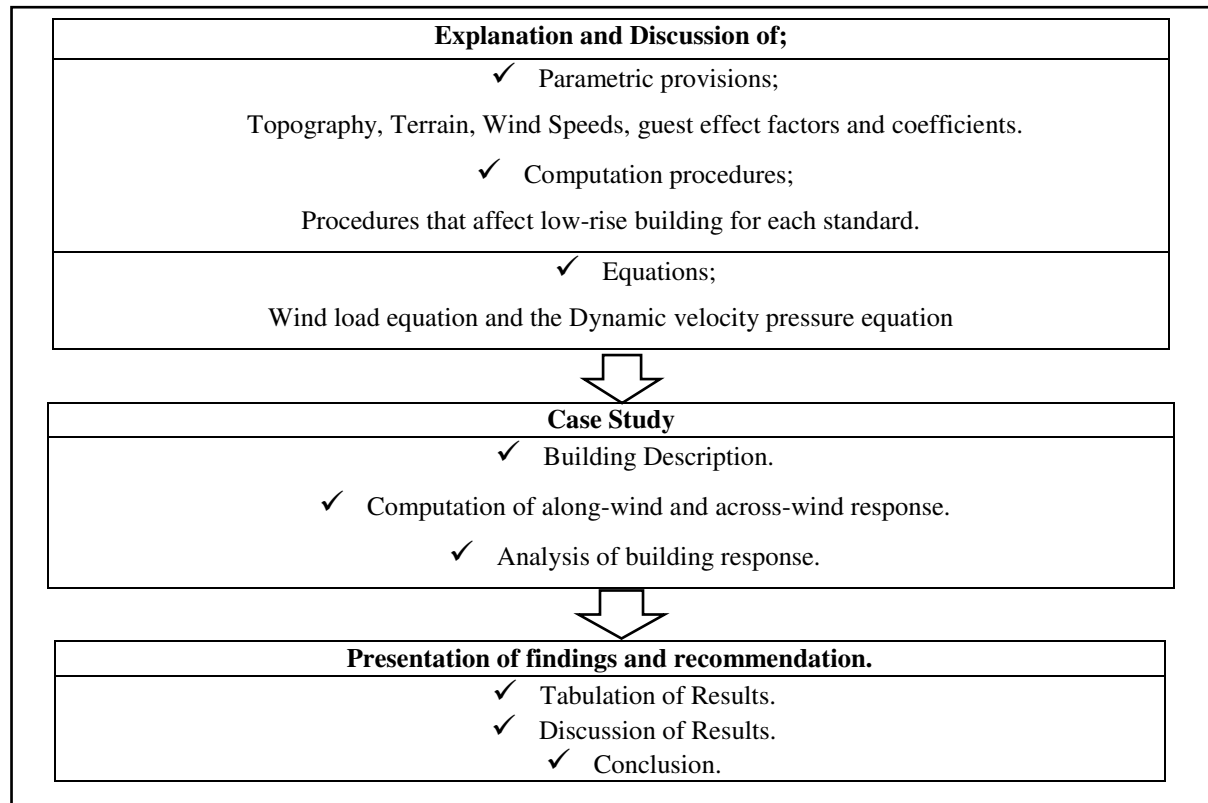 Explanation and Discussion of;
✓ Parametric provisions;
Topography, Terrain, Wind Speeds, guest effect factors and coefficients.
✓ Computation procedures;
Procedures that affect low-rise building for each standard.
✓ Equations;
Wind load equation and the Dynamic velocity pressure equation
Case Study
✓ Building Description.
✓ Computation of along-wind and across-wind response.
✓ Analysis of building response.
Presentation of findings and recommendation.
✓ Tabulation of Results.
✓ Discussion of Results.
✓ Conclusion.